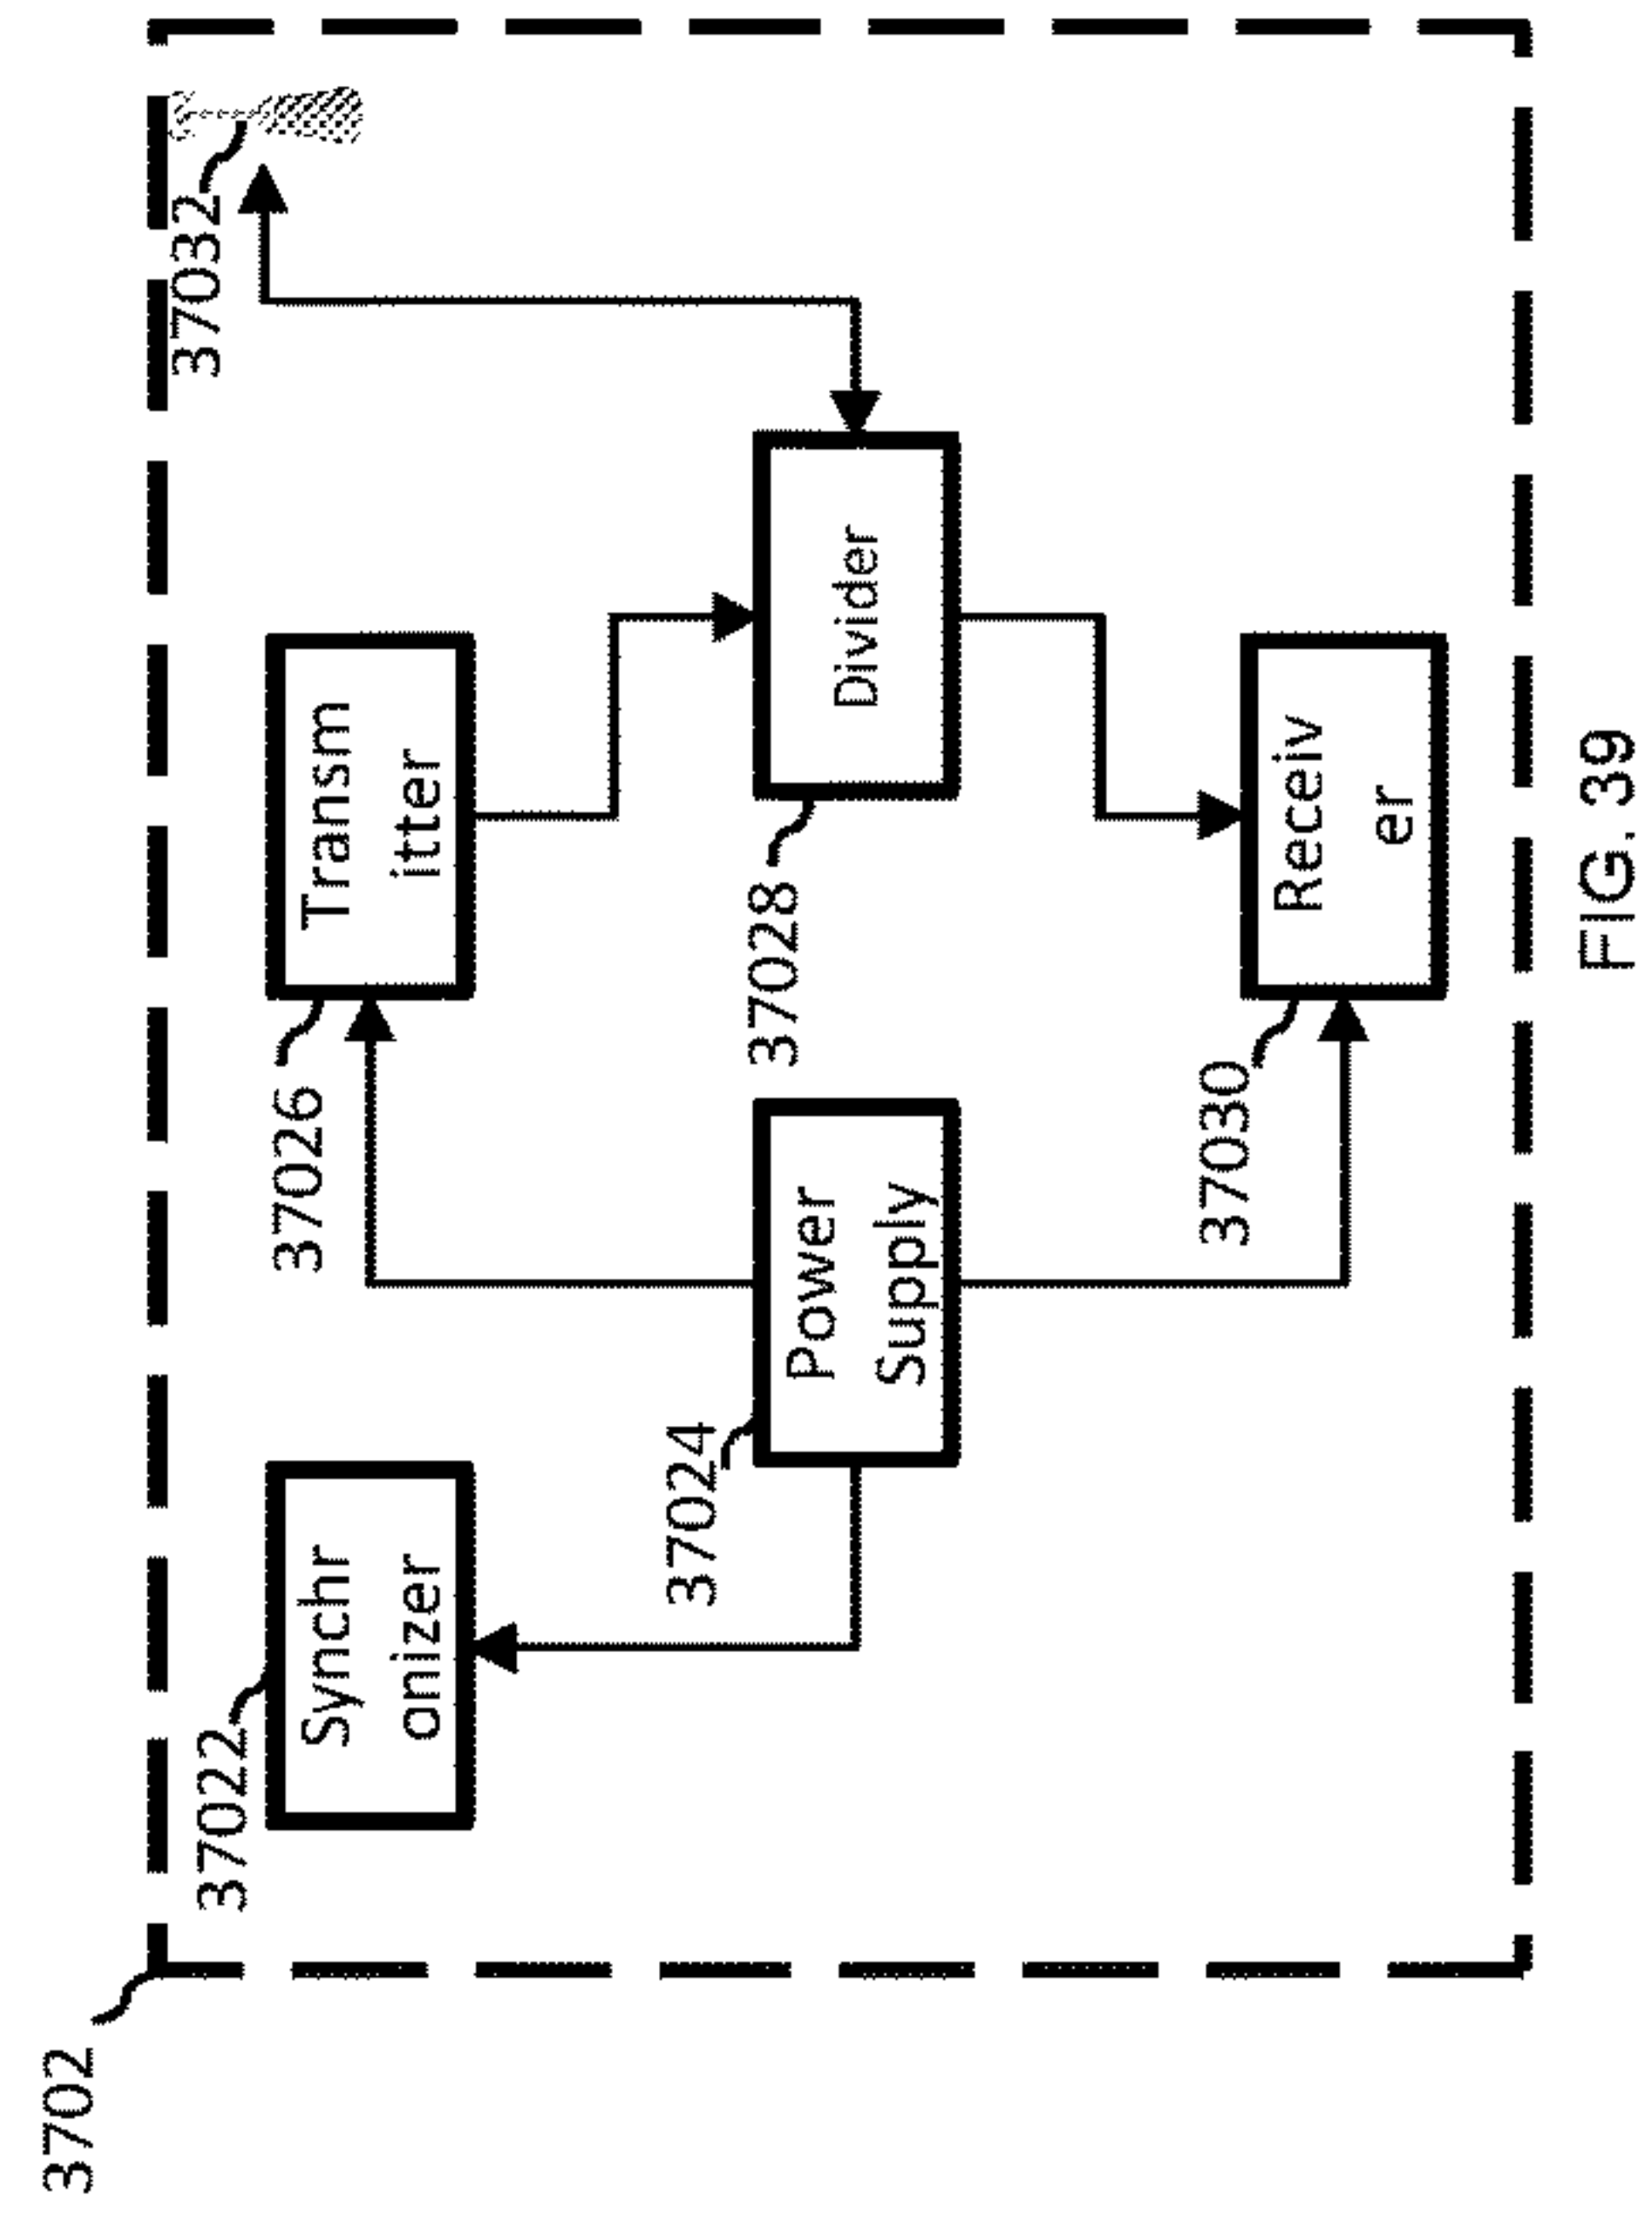 3702
37022
Synchr
onizer
37024
Power
Supply
37026
Transm
itter
37028
Divider
37030
Receiv
er
37032
FIG. 39